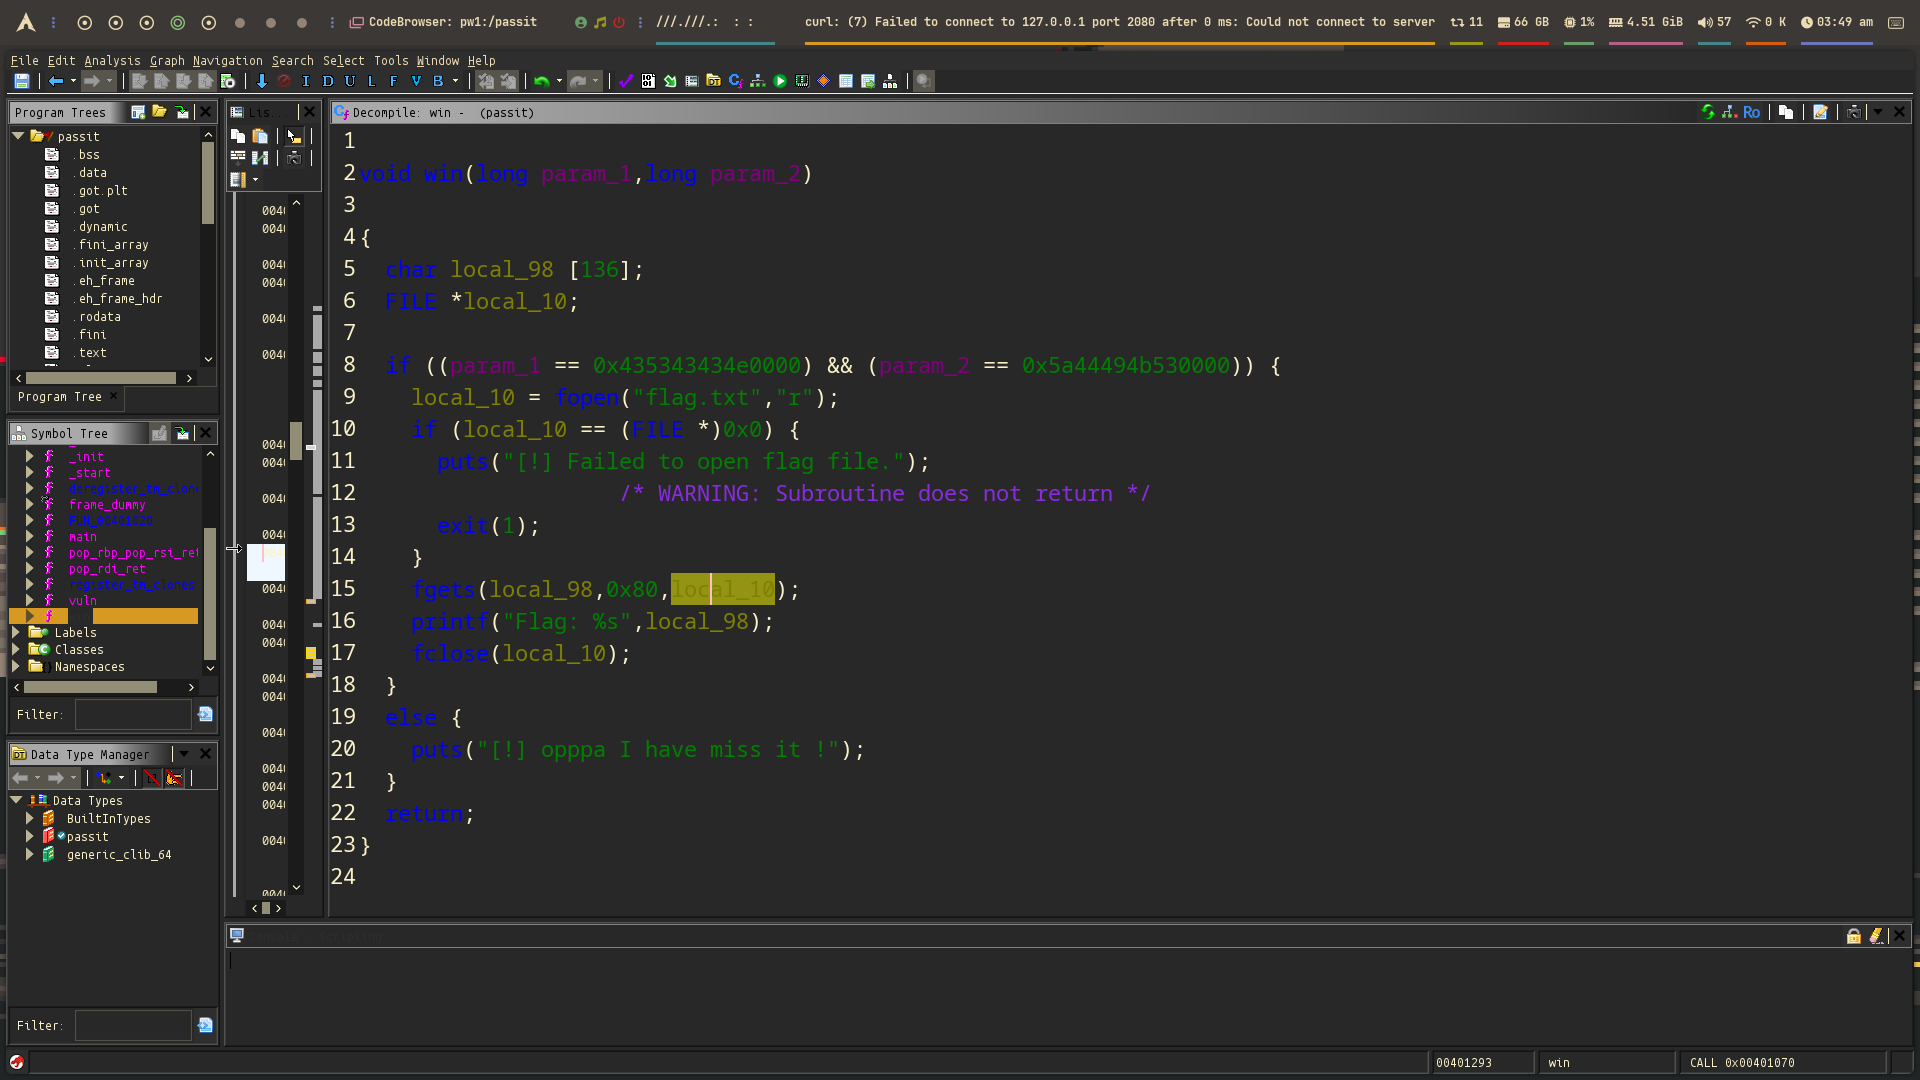 CodeBrowser: pw1:/passit
///.///.: : :
curl: (7) Failed to connect to 127.0.0.1 port 2080 after 0 ms: Could not connect to server
11
66 GB
1%
4.51 GiB
57
0 K
03:49 am
File Edit Analysis Graph Navigation Search Select Tools Window Help
I D U L F V B
Program Trees
passit
.bss
.data
.got.plt
.got
.dynamic
.fini_array
.init_array
.eh_frame
.eh_frame_hdr
.rodata
.fini
.text
Program Tree
Symbol Tree
_init
_start
deregister_tm_clon
frame_dummy
FUN_00401020
main
pop_rbp_pop_rsi_ret
pop_rdi_ret
register_tm_clones
vuln
Labels
Classes
Namespaces
Filter:
Data Type Manager
Data Types
BuiltInTypes
passit
generic_clib_64
Filter:
Lis
Decompile: win - (passit)
Ro
1
2 void win(long param_1,long param_2)
3
4 {
5 char local_98 [136];
6 FILE *local_10;
7
8 if ((param_1 == 0x435343434e0000) && (param_2 == 0x5a44494b530000)) {
9 local_10 = fopen("flag.txt","r");
10 if (local_10 == (FILE *)0x0) {
11 puts("[!] Failed to open flag file.");
12 /* WARNING: Subroutine does not return */
13 exit(1);
14 }
15 fgets(local_98,0x80,local_10);
16 printf("Flag: %s",local_98);
17 fclose(local_10);
18 }
19 else {
20 puts("[!] opppa I have miss it !");
21 }
22 return;
23 }
24
00401293
win
CALL 0x00401070